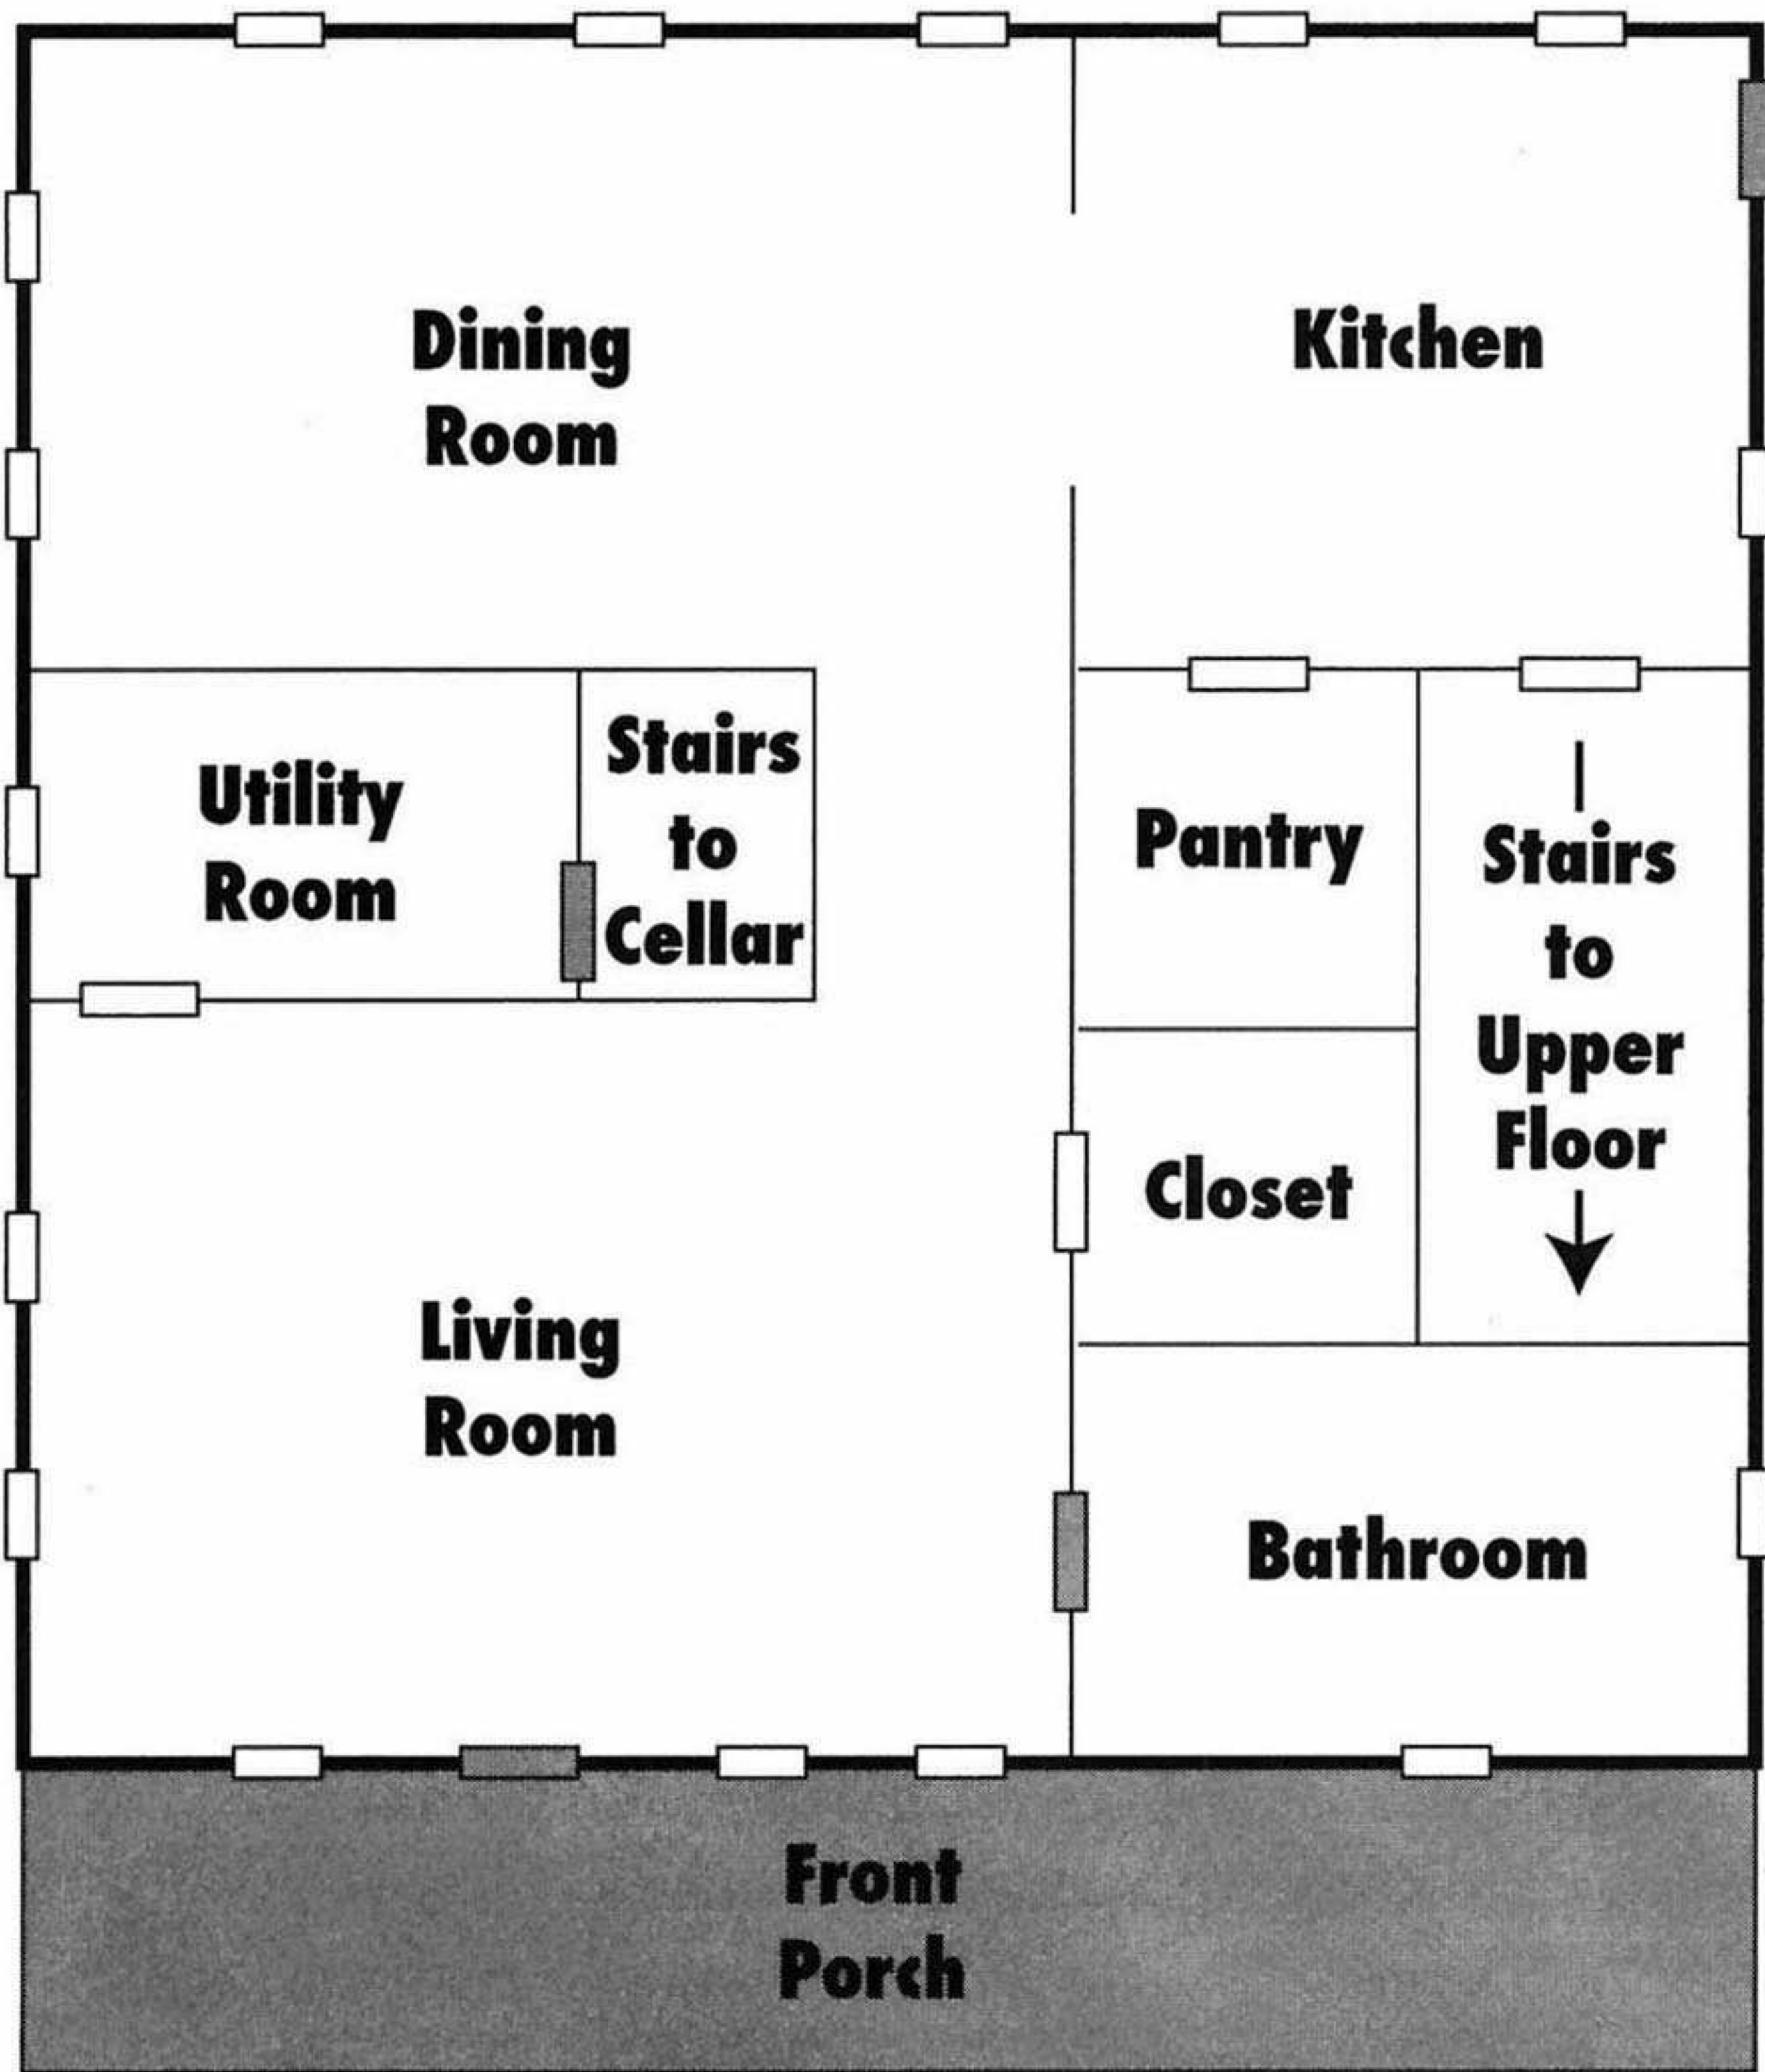 Dining
Room
Kitchen
Utility
Room
Stairs
to
Cellar
Pantry
Stairs
to
Upper
Floor
Closet
Living
Room
Bathroom
Front
Porch